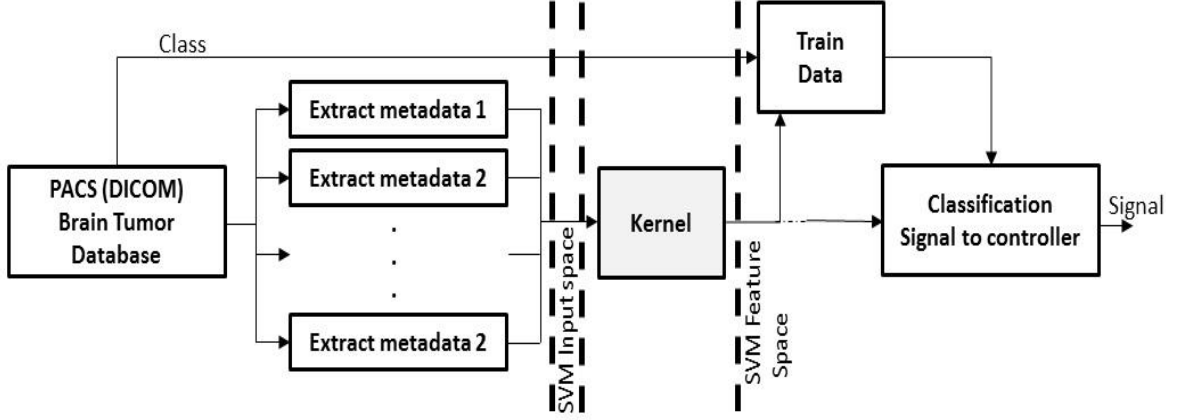 Class
Train
Data
Extract metadata 1
Extract metadata 2
PACS (DICOM)
Brain Tumor
Database
.
.
.
Extract metadata 2
SVM Input space
Kernel
SVM Feature
Space
Classification
Signal to controller
Signal